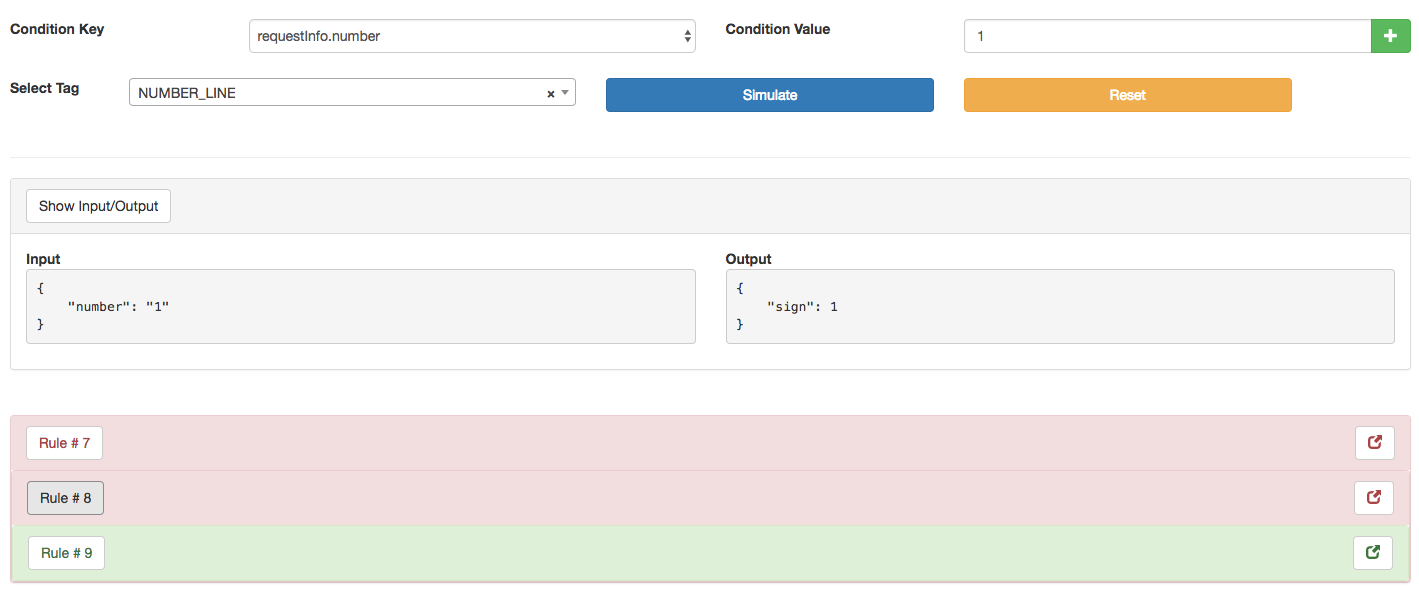 Condition Key
requestInfo.number
Condition Value
1
Select Tag
NUMBER_LINE
×
Simulate
Reset
Show Input/Output
Input
{
    "number": "1"
}
Output
{
    "sign": 1
}
Rule # 7
Rule # 8
Rule # 9